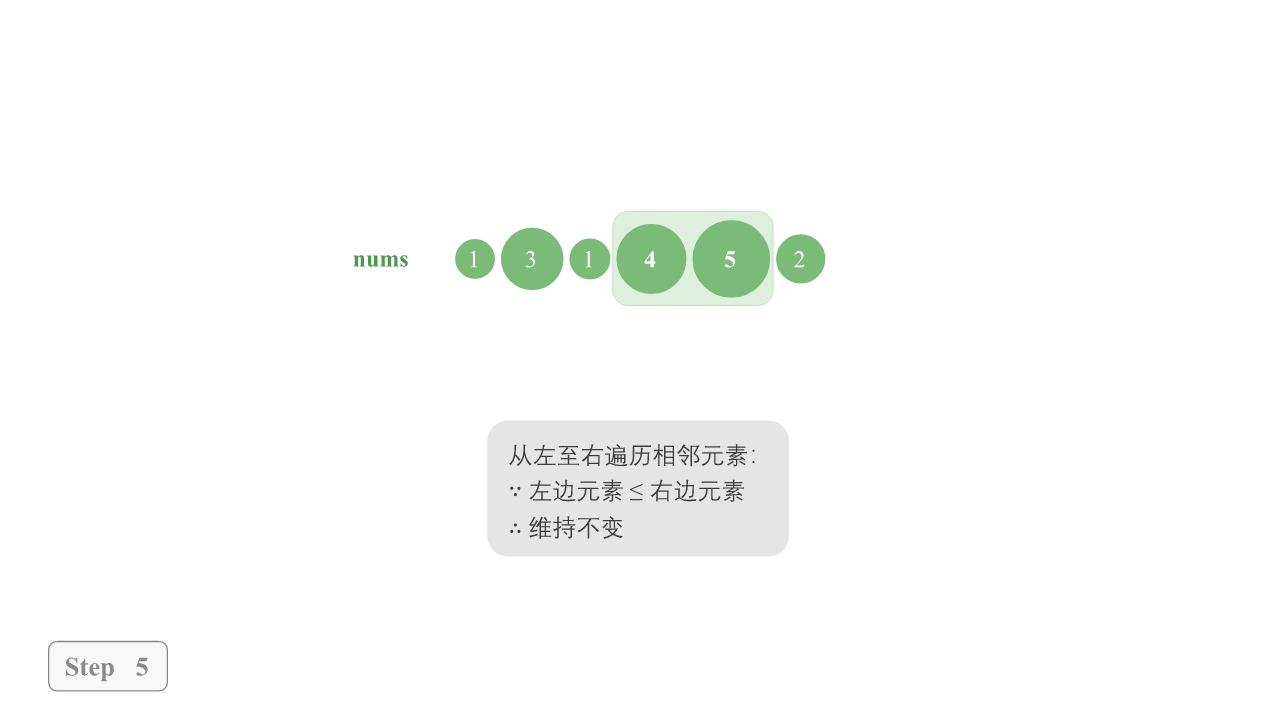 nums 1 3 1 4 5 2
从左至右遍历相邻元素:
∵ 左边元素 ≤ 右边元素
∴ 维持不变
Step 5